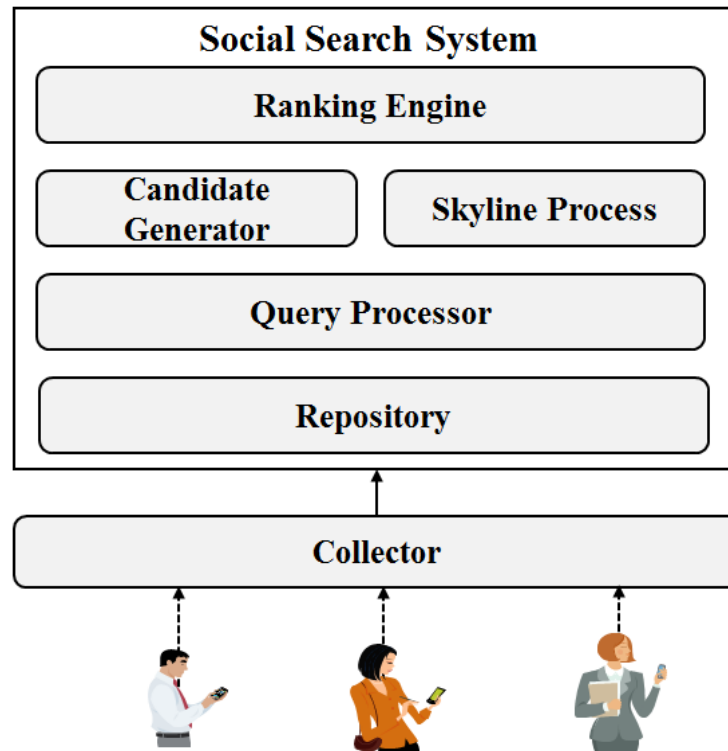 Social Search System
Ranking Engine
Candidate
Generator
Skyline Process
Query Processor
Repository
Collector